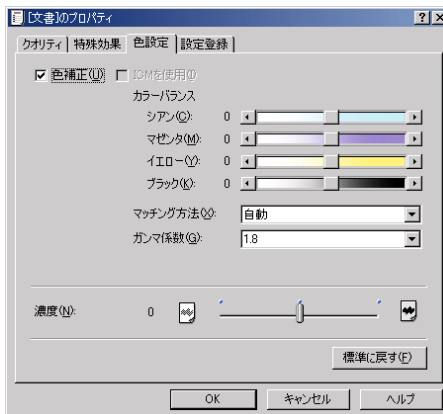 [文書]のプロパティ
クオリティ 特殊効果 色設定 設定登録
色補正(U) ICMを使用(I)
カラーバランス
シアン(C): 0
マゼンタ(M): 0
イエロー(Y): 0
ブラック(K): 0
マッチング方法(X): 自動
ガンマ係数(G): 1.8
濃度(N): 0
標準に戻す(F)
OK キャンセル ヘルプ